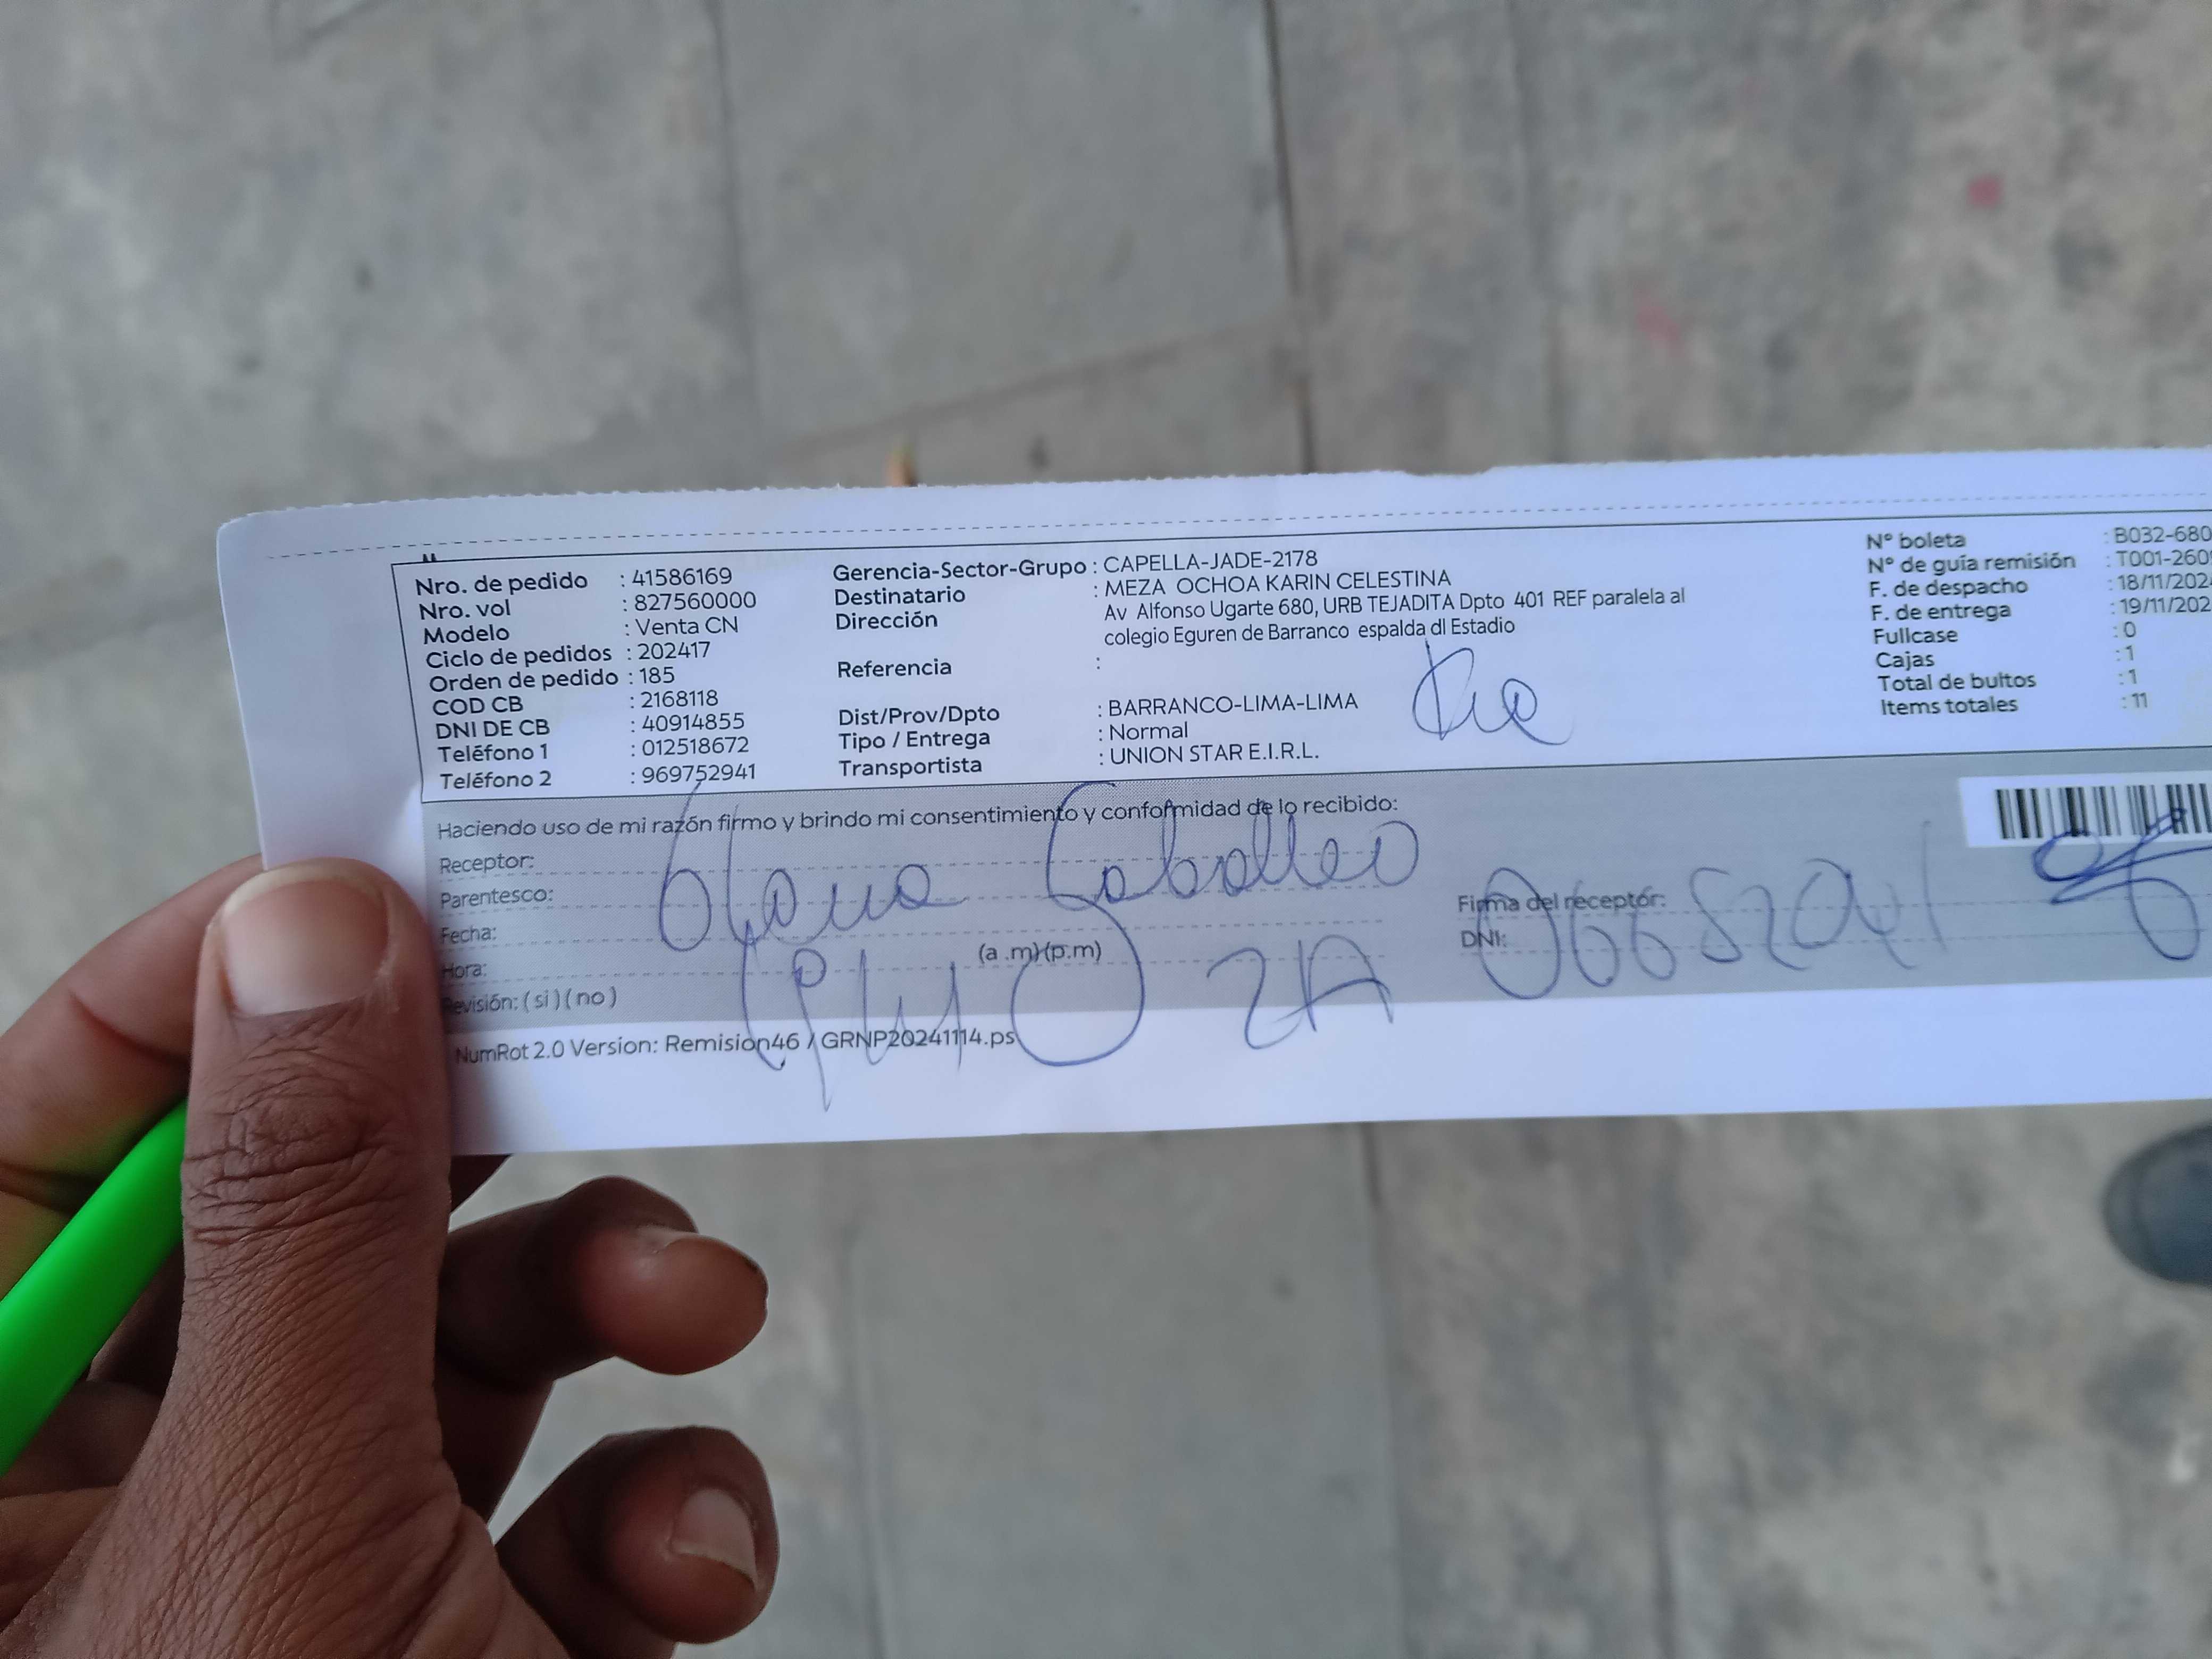 Nro. de pedido : 41586169
Nro. vol : 827560000
Modelo : Venta CN
Ciclo de pedidos : 202417
Orden de pedido : 185
COD CB : 2168118
DNI DE CB : 40914855
Teléfono 1 : 012518672
Teléfono 2 : 969752941
Gerencia-Sector-Grupo : CAPELLA-JADE-2178
Destinatario : MEZA OCHOA KARIN CELESTINA
Dirección Av Alfonso Ugarte 680, URB TEJADITA Dpto 401 REF paralela al
colegio Eguren de Barranco espalda dl Estadio
Referencia :
Dist/Prov/Dpto : BARRANCO-LIMA-LIMA
Tipo / Entrega : Normal
Transportista : UNION STAR E.I.R.L.
N° boleta : B032-680
N° de guía remisión : T001-260
F. de despacho : 18/11/202
F. de entrega : 19/11/202
Fullcase : 0
Cajas : 1
Total de bultos : 1
Items totales : 11
Haciendo uso de mi razón firmo y brindo mi consentimiento y conformidad de lo recibido:
Receptor:
Parentesco:
Fecha:
Hora: (a .m) (p.m)
Revisión: ( si ) ( no )
Firma del receptor:
DNI:
NumRot 2.0 Version: Remision46 / GRNP20241114.ps